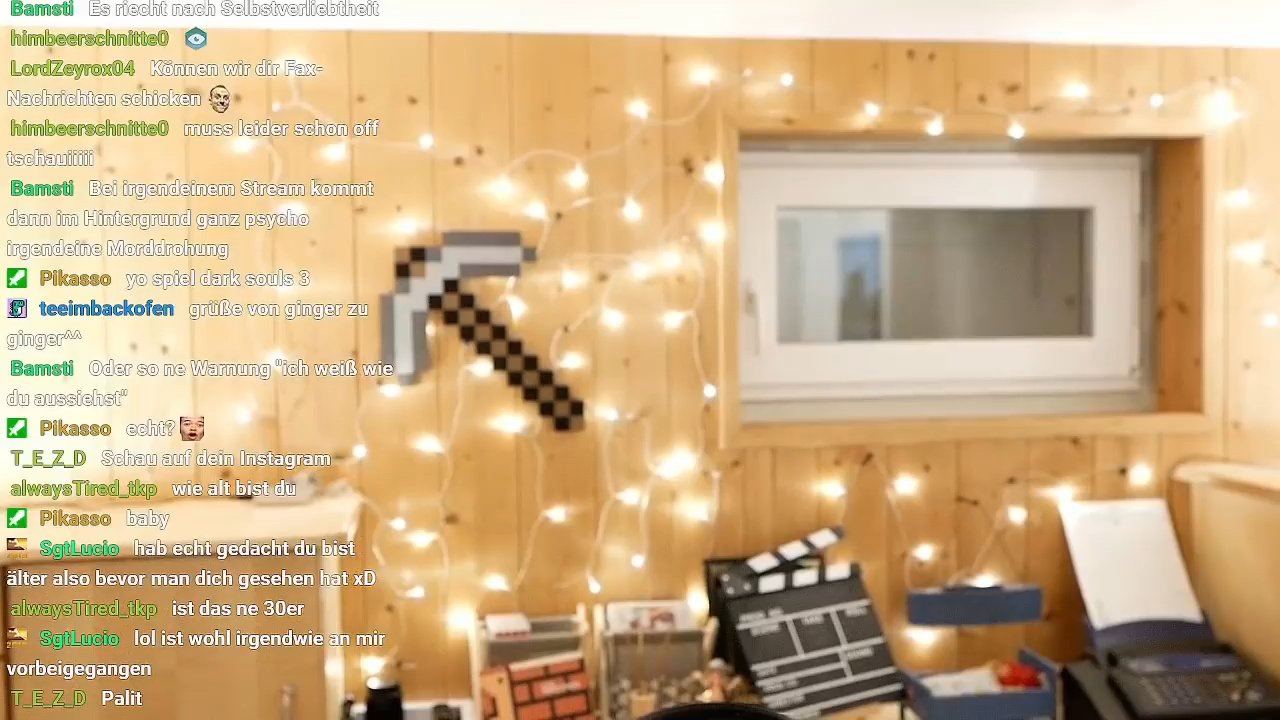 Bamsti Es riecht nach Selbstverliebtheit
himbeerschnitte0
LordZeyrox04 Können wir dir Fax-
Nachrichten schicken
himbeerschnitte0 muss leider schon off
tschauiiiii
Bamsti Bei irgendeinem Stream kommt
dann im Hintergrund ganz psycho
irgendeine Morddrohung
Pikasso yo spiel dark souls 3
teeimbackofen grüße von ginger zu
ginger^^
Bamsti Oder so ne Warnung "ich weiß wie
du aussiehst"
Pikasso echt?
T_E_Z_D Schau auf dein Instagram
alwaysTired_tkp wie alt bist du
Pikasso baby
SgtLucio hab echt gedacht du bist
älter also bevor man dich gesehen hat xD
alwaysTired_tkp ist das ne 30er
SgtLucio lol ist wohl irgendwie an mir
vorbeigegangen
T_E_Z_D Palit